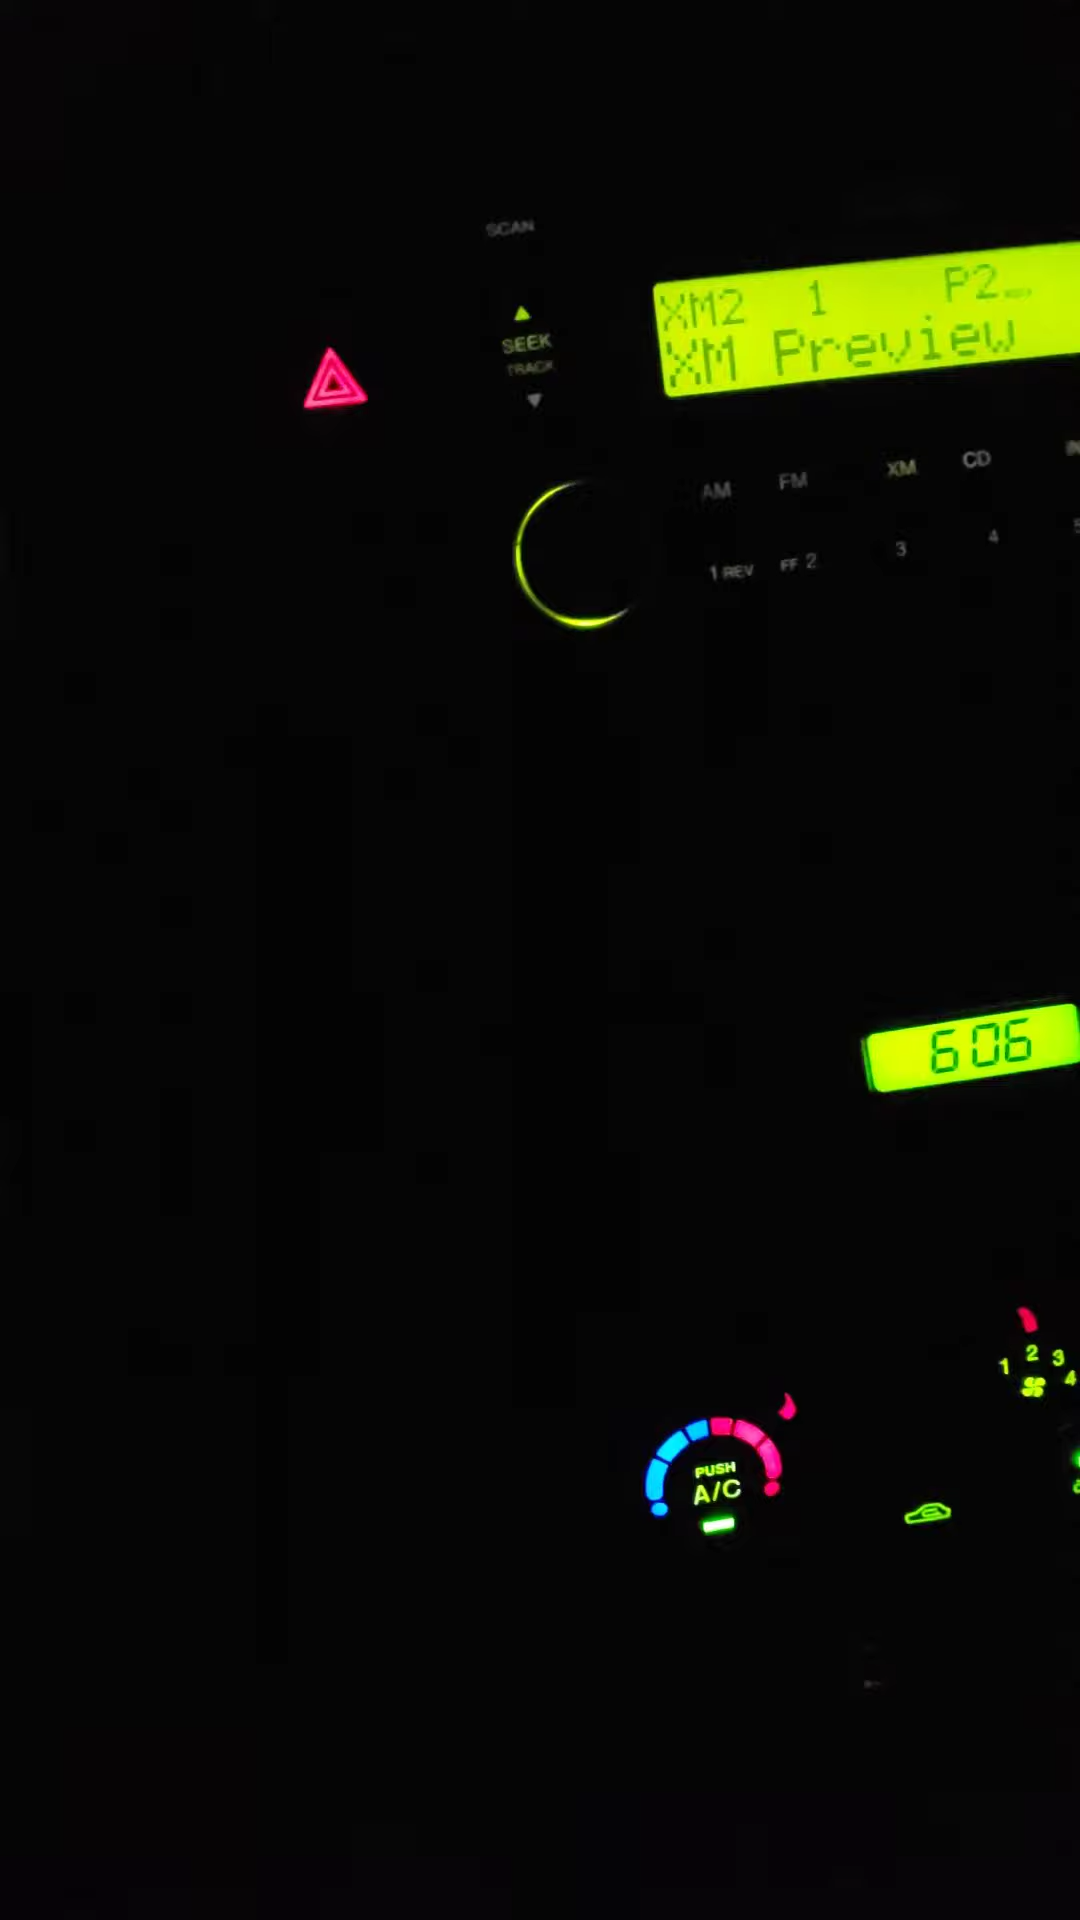 SCAN
XM2 1 P2
XM Preview
SEEK
TRACK
AM FM XM CD
1 REV FF 2 3 4
606
1 2 3 4
PUSH
A/C